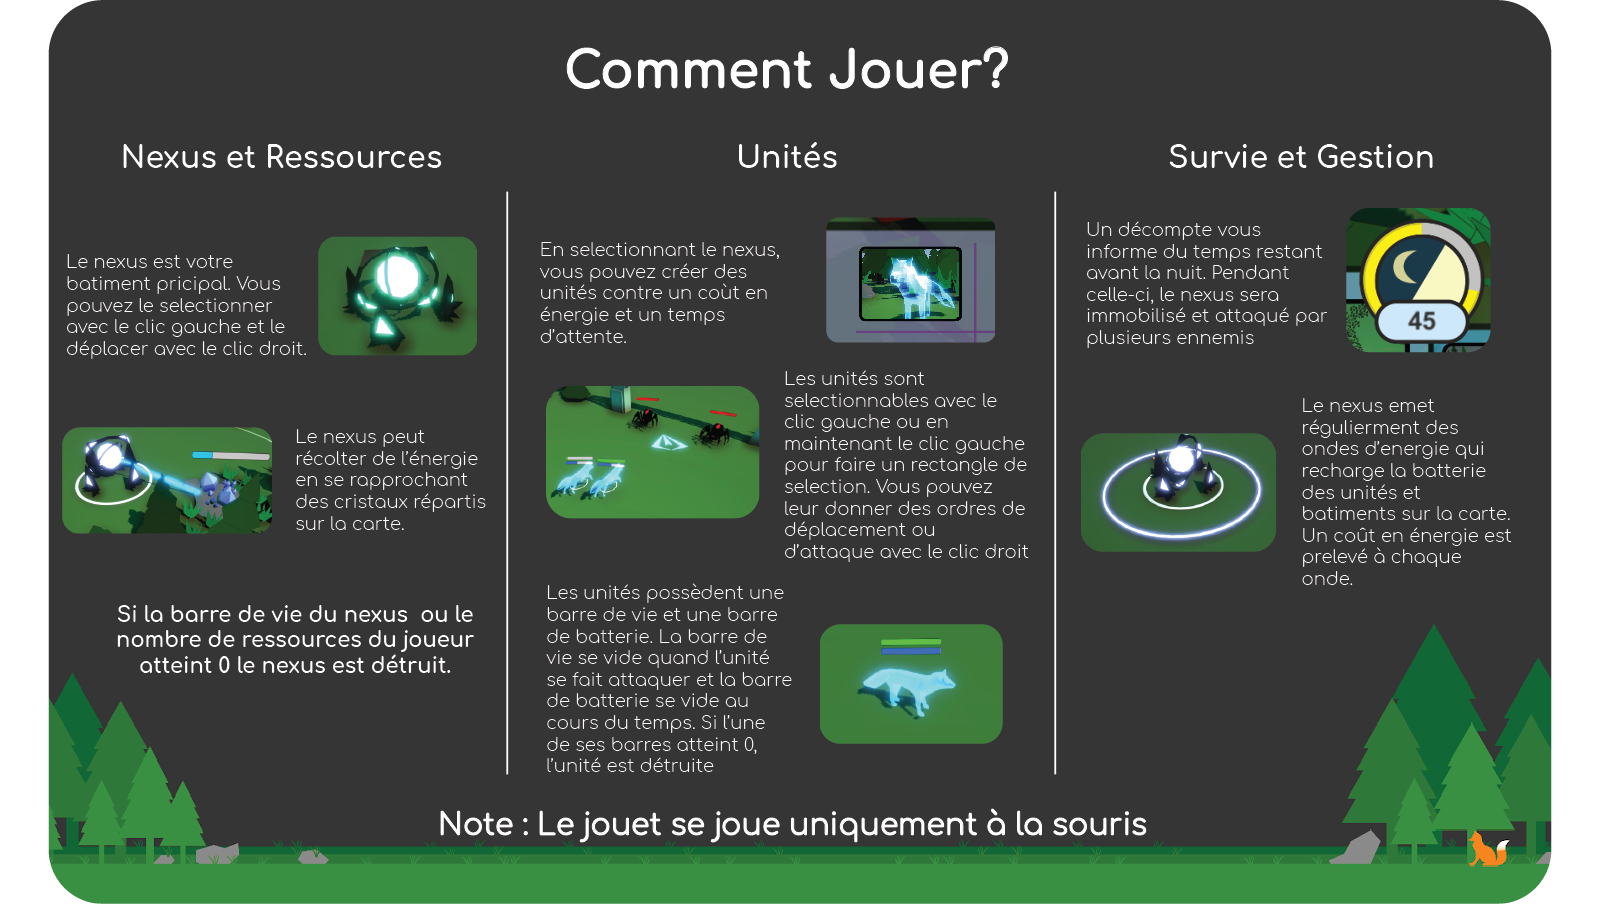 Comment Jouer?
Nexus et Ressources
Le nexus est votre
batiment pricipal. Vous
pouvez le selectionner
avec le clic gauche et le
déplacer avec le clic droit.
Le nexus peut
récolter de l'énergie
en se rapprochant
des cristaux répartis
sur la carte.
Si la barre de vie du nexus ou le
nombre de ressources du joueur
atteint 0 le nexus est détruit.
Unités
En selectionnant le nexus,
vous pouvez créer des
unités contre un coùt en
énergie et un temps
d'attente.
Les unités sont
selectionnables avec le
clic gauche ou en
maintenant le clic gauche
pour faire un rectangle de
selection. Vous pouvez
leur donner des ordres de
déplacement ou
d'attaque avec le clic droit
Les unités possèdent une
barre de vie et une barre
de batterie. La barre de
vie se vide quand l'unité
se fait attaquer et la barre
de batterie se vide au
cours du temps. Si l'une
de ses barres atteint 0,
l'unité est détruite
Survie et Gestion
Un décompte vous
informe du temps restant
avant la nuit. Pendant
celle-ci, le nexus sera
immobilisé et attaqué par
plusieurs ennemis
45
Le nexus emet
régulierment des
ondes d'energie qui
recharge la batterie
des unités et
batiments sur la carte.
Un coût en énergie est
prelevé à chaque
onde.
Note : Le jouet se joue uniquement à la souris